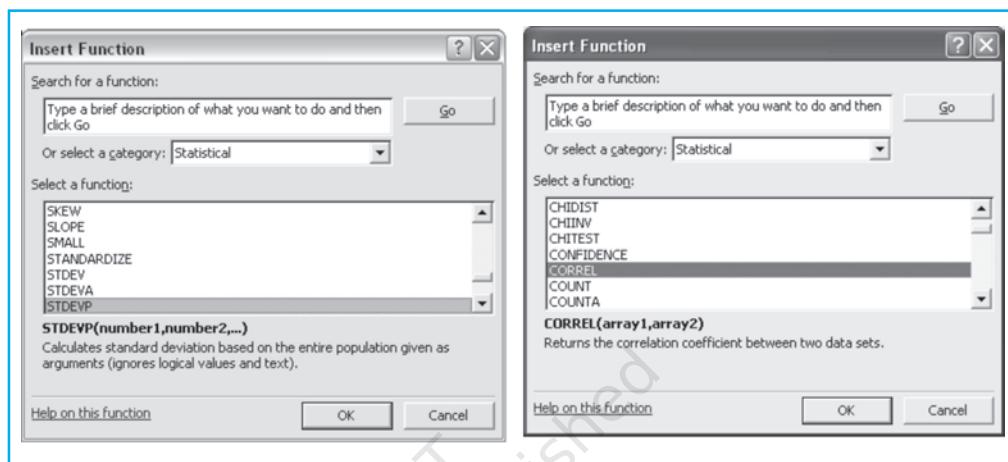 Insert Function
Search for a function:
Type a brief description of what you want to do and then
click Go
Go
Or select a category: Statistical
Select a function:
SKEW
SLOPE
SMALL
STANDARDIZE
STDEV
STDEVA
STDEVP
STDEVP(number1,number2,...)
Calculates standard deviation based on the entire population given as
arguments (ignores logical values and text).
Help on this function
OK
Cancel
Insert Function
Search for a function:
Type a brief description of what you want to do and then
click Go
Go
Or select a category: Statistical
Select a function:
CHIDIST
CHIINV
CHITEST
CONFIDENCE
CORREL
COUNT
COUNTA
CORREL(array1,array2)
Returns the correlation coefficient between two data sets.
Help on this function
OK
Cancel